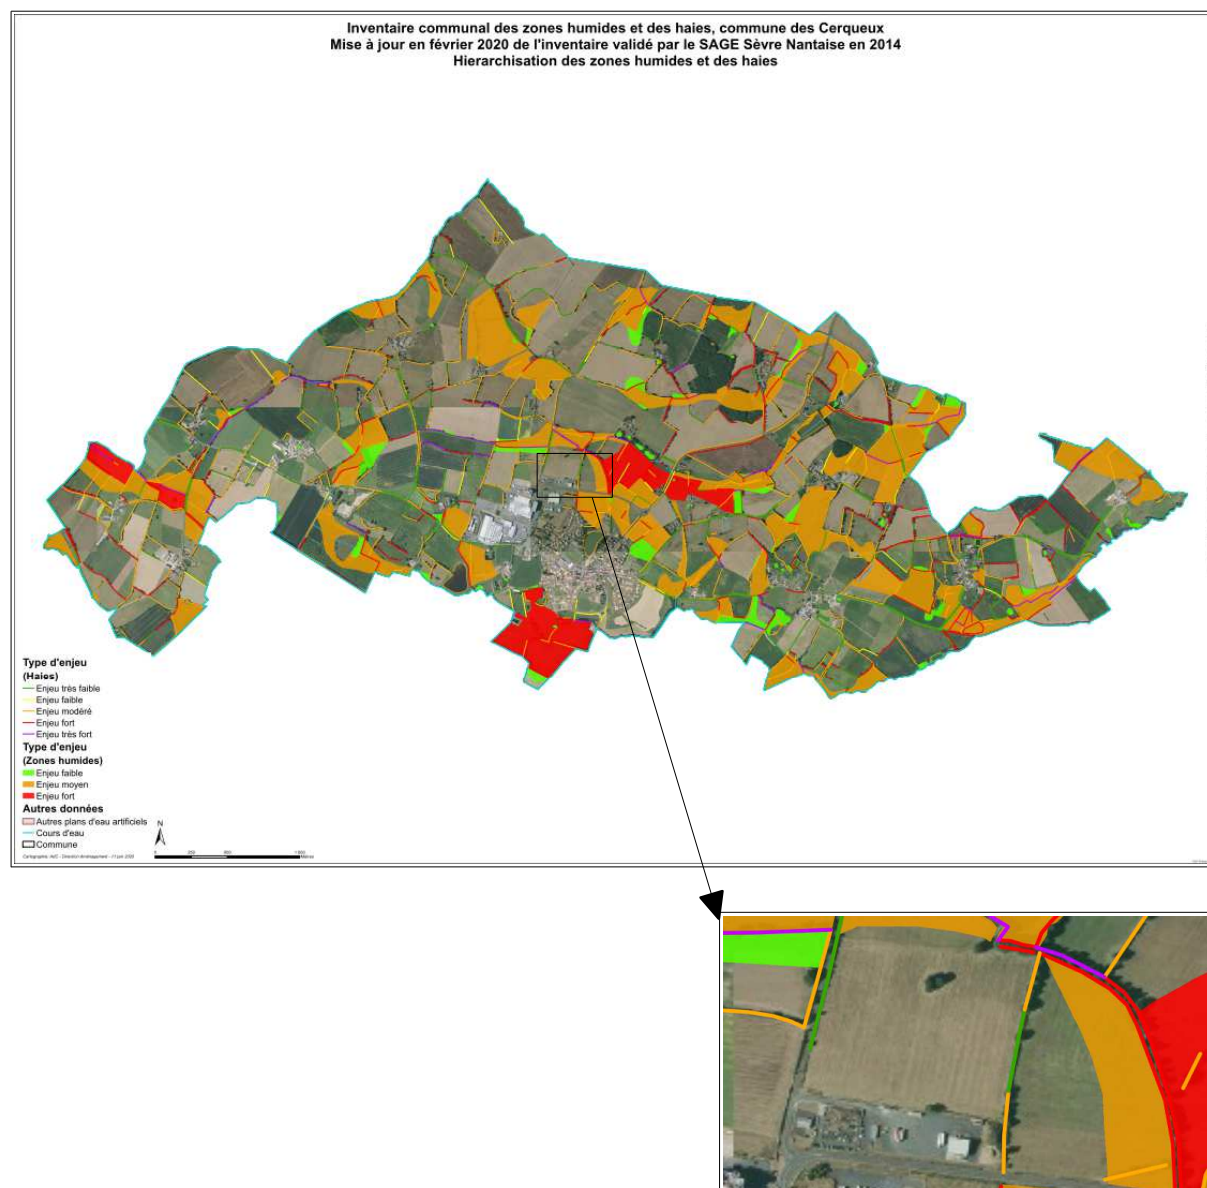 Inventaire communal des zones humides et des haies, commune des Cerqueux
Mise à jour en février 2020 de l'inventaire validé par le SAGE Sèvre Nantaise en 2014
Hierarchisation des zones humides et des haies
Type d'enjeu
(Haies)
Enjeu très faible
Enjeu faible
Enjeu modéré
Enjeu fort
Enjeu très fort
Type d'enjeu
(Zones humides)
Enjeu faible
Enjeu moyen
Enjeu fort
Autres données
Autres plans d'eau artificiels
Cours d'eau
Commune
N